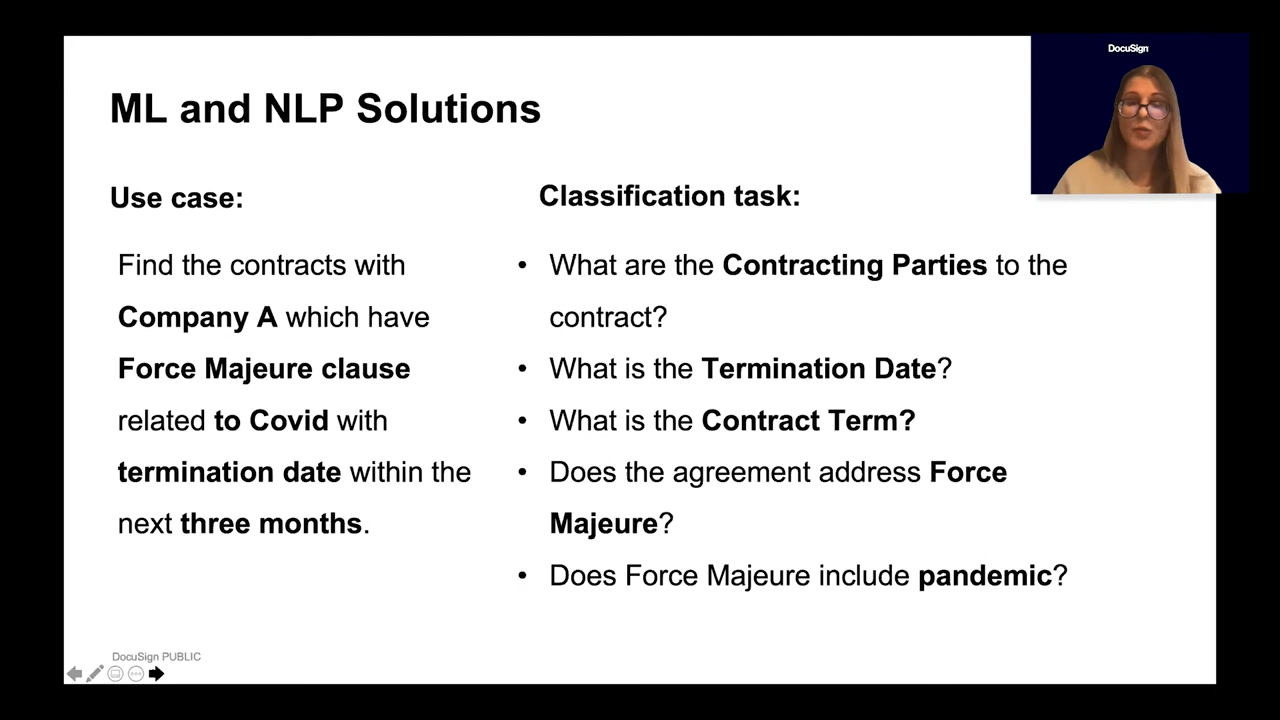 DocuSign
ML and NLP Solutions
Use case:
Find the contracts with
Company A which have
Force Majeure clause
related to Covid with
termination date within the
next three months.
Classification task:
• What are the Contracting Parties to the
contract?
• What is the Termination Date?
• What is the Contract Term?
• Does the agreement address Force
Majeure?
• Does Force Majeure include pandemic?
DocuSign PUBLIC